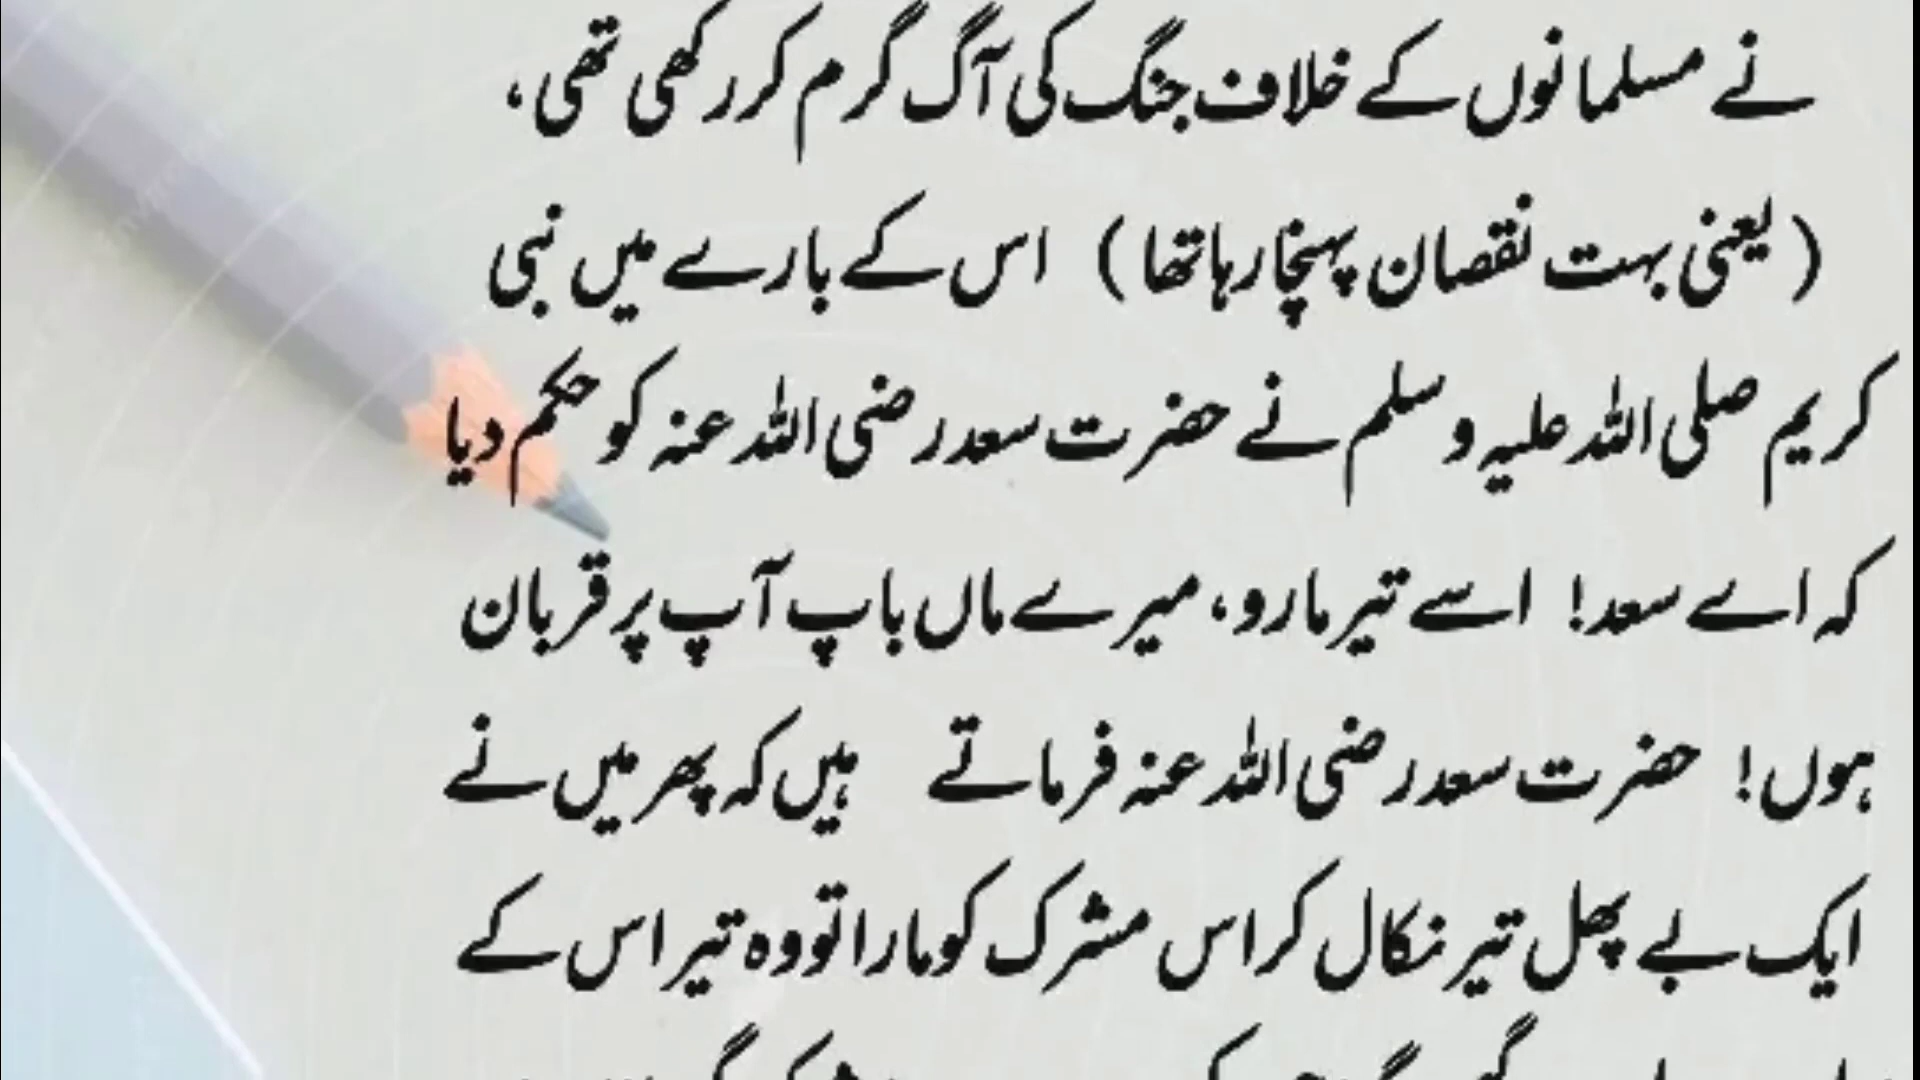 نے مسلمانوں کے خلاف جنگ کی آگ گرم کر رکھی تھی،
(یعنی بہت نقصان پہنچا رہا تھا) اس کے بارے میں نبی
کریم صلی اللہ علیہ وسلم نے حضرت سعد رضی اللہ عنہ کو حکم دیا
کہ اے سعد! اسے تیر مارو، میرے ماں باپ آپ پر قربان
ہوں! حضرت سعد رضی اللہ عنہ فرماتے ہیں کہ پھر میں نے
ایک بے پھل تیر نکال کر اس مشرک کو مارا تو وہ تیر اس کے